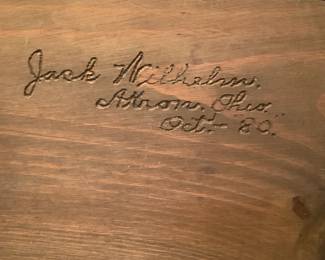 Jack Wilhelm.
Akron, Ohio
Oct. - 80.